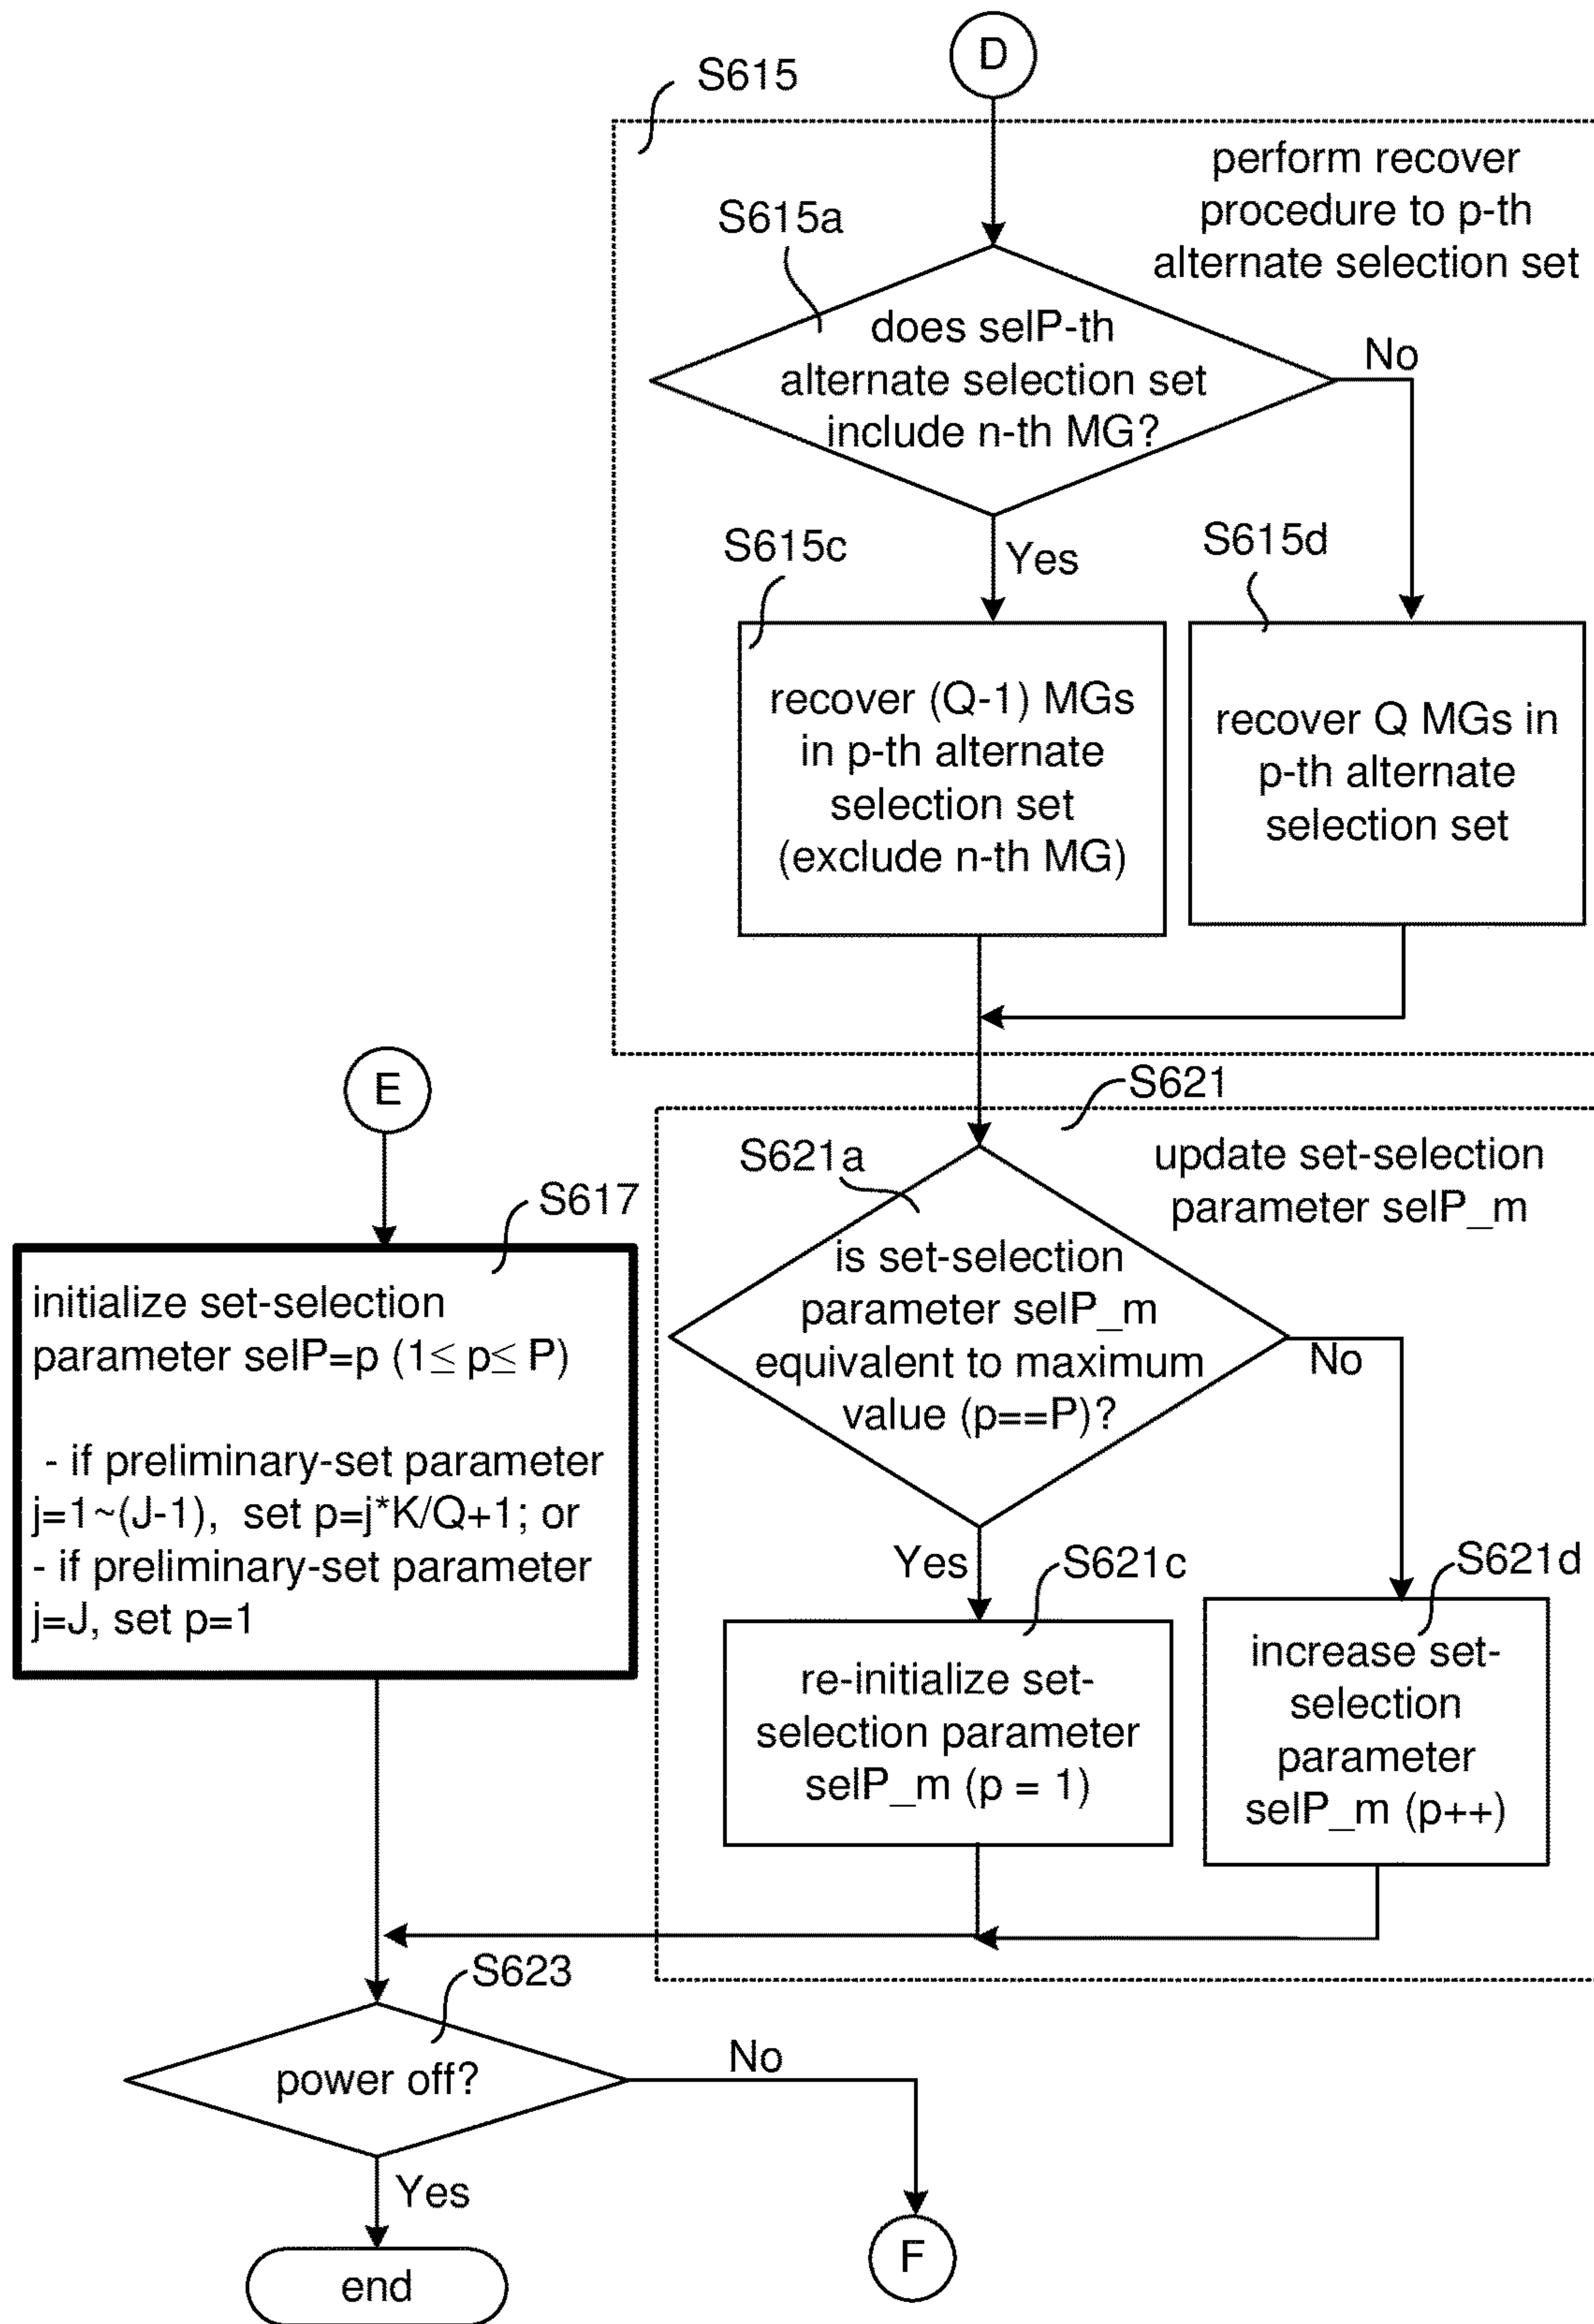 D
S615
perform recover
procedure to p-th
alternate selection set
S615a
does selP-th
alternate selection set
include n-th MG?
No
Yes
S615c
S615d
recover (Q-1) MGs
in p-th alternate
selection set
(exclude n-th MG)
recover Q MGs in
p-th alternate
selection set
E
S621
S621a
update set-selection
parameter selP_m
S617
is set-selection
parameter selP_m
equivalent to maximum
value (p==P)?
No
initialize set-selection
parameter selP=p (1≤ p≤ P)
- if preliminary-set parameter
j=1~(J-1), set p=j*K/Q+1; or
- if preliminary-set parameter
j=J, set p=1
Yes
S621c
S621d
re-initialize set-
selection parameter
selP_m (p = 1)
increase set-
selection
parameter
selP_m (p++)
S623
power off?
No
Yes
end
F